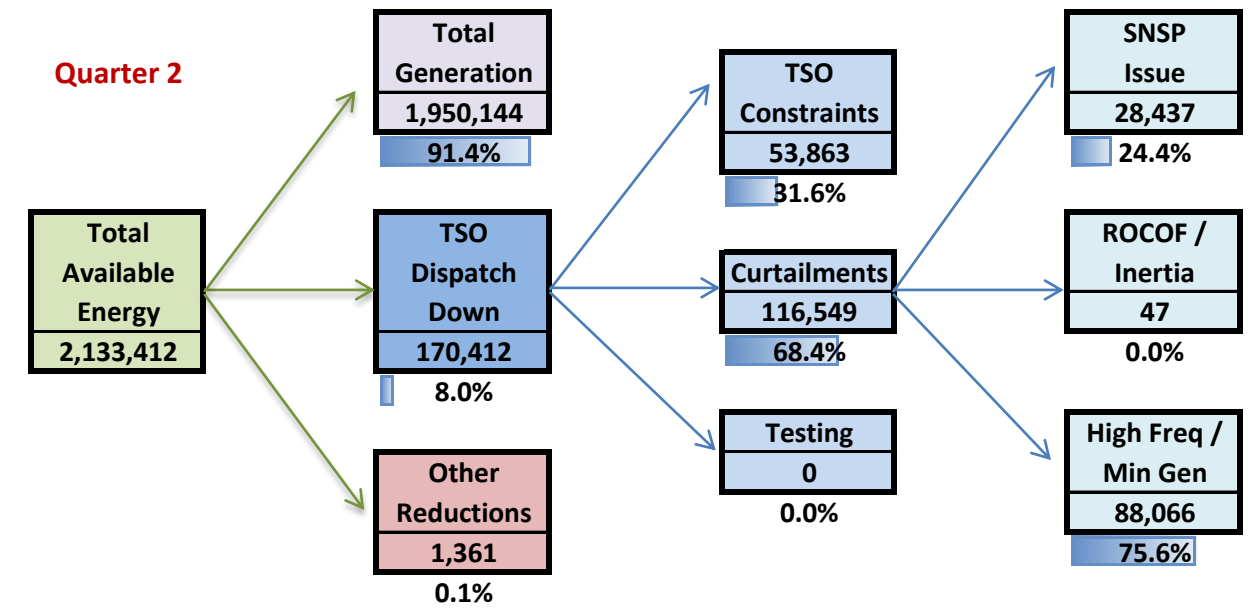 Quarter 2
Total
Available
Energy
2,133,412
Total
Generation
1,950,144
91.4%
TSO
Dispatch
Down
170,412
8.0%
Other
Reductions
1,361
0.1%
TSO
Constraints
53,863
31.6%
Curtailments
116,549
68.4%
Testing
0
0.0%
SNSP
Issue
28,437
24.4%
ROCOF /
Inertia
47
0.0%
High Freq /
Min Gen
88,066
75.6%